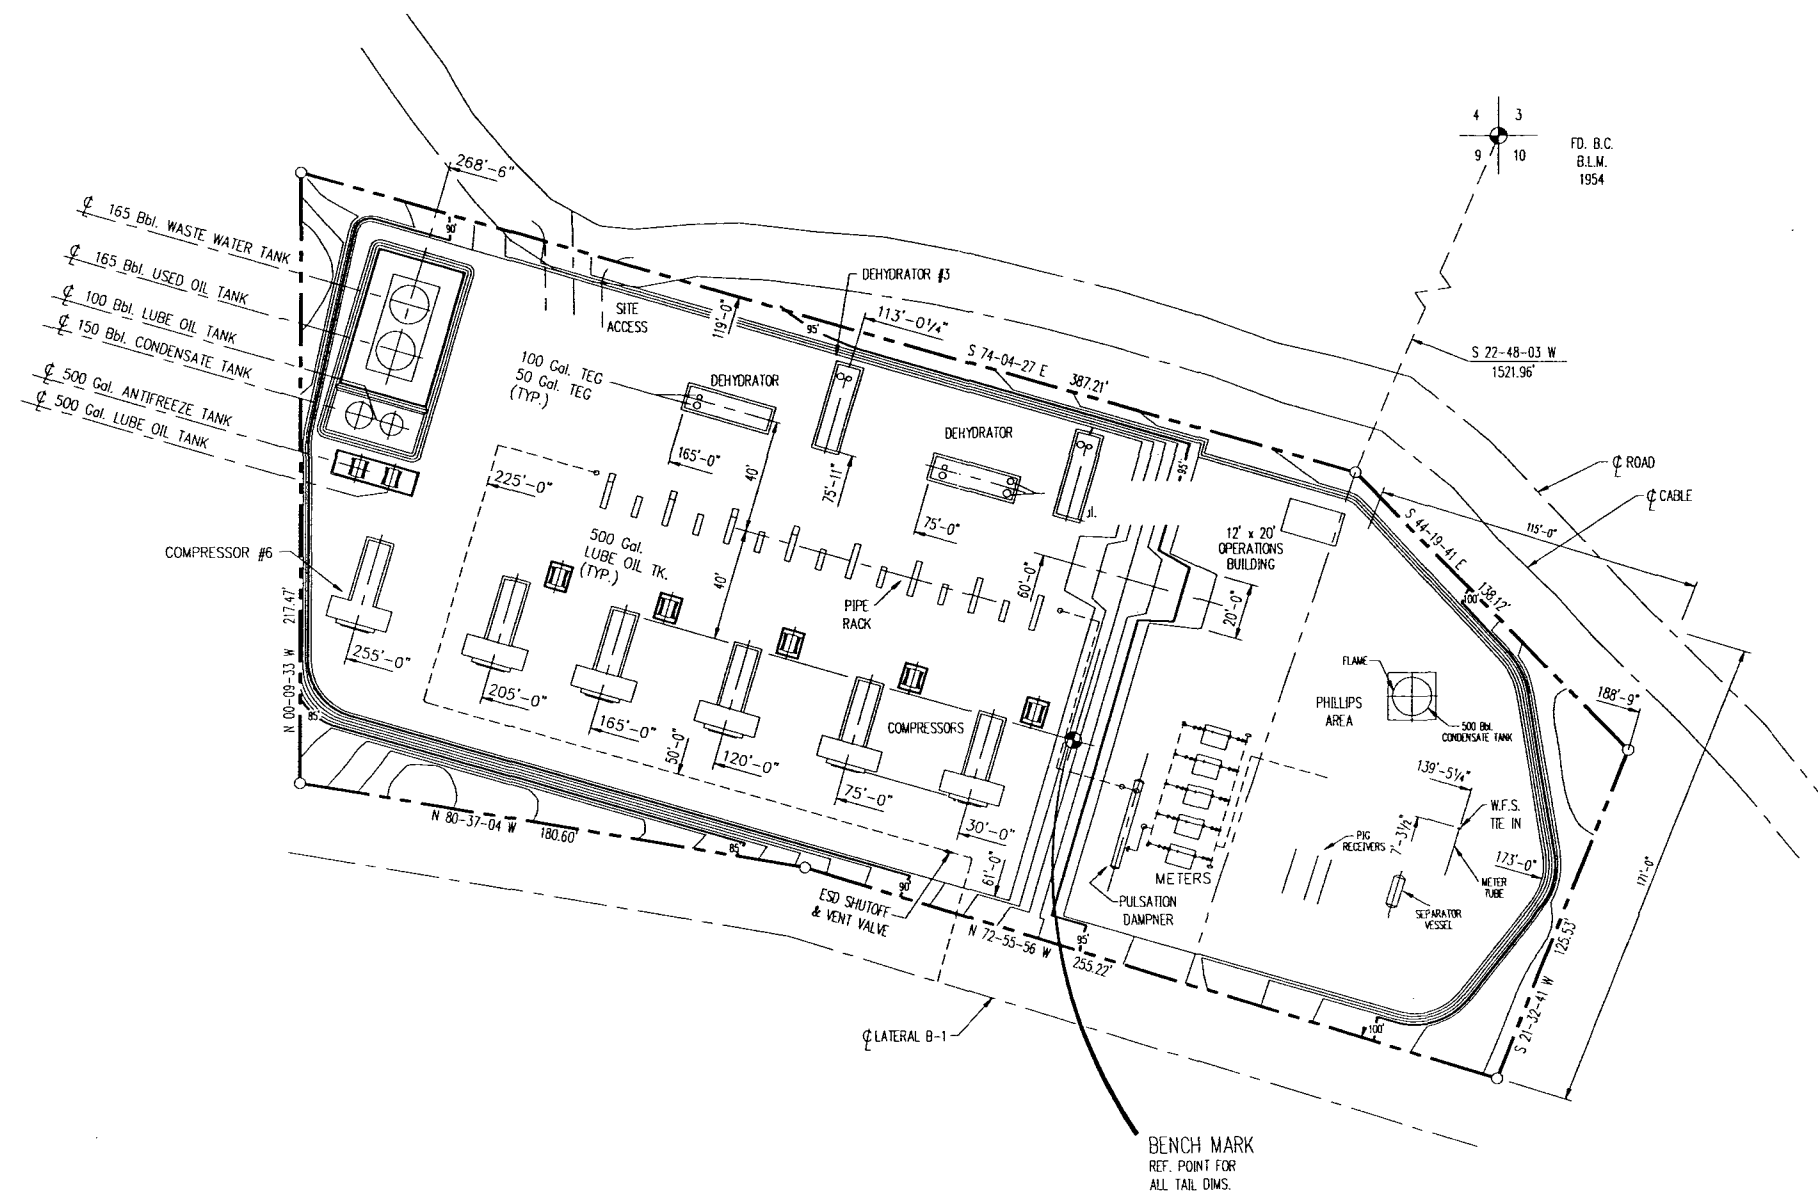 4 3
9 10
FD. B.C.
B.L.M.
1954
268'-6"
℄ 165 Bbl. WASTE WATER TANK
℄ 165 Bbl. USED OIL TANK
℄ 100 Bbl. LUBE OIL TANK
℄ 150 Bbl. CONDENSATE TANK
℄ 500 Gal. ANTIFREEZE TANK
℄ 500 Gal. LUBE OIL TANK
90'
SITE
ACCESS
119'-0"
DEHYDRATOR #3
95'
113'-0¼"
S 74-04-27 E 387.21'
S 22-48-03 W
1521.96'
100 Gal. TEG
50 Gal. TEG
(TYP.)
DEHYDRATOR
DEHYDRATOR
165'-0"
40'
75'-11"
75'-0"
95'
℄ ROAD
℄ CABLE
115'-0"
S 44-19-41 E 138.12'
225'-0"
500 Gal.
LUBE OIL TK.
(TYP.)
40'
PIPE
RACK
60'-0"
12' x 20'
OPERATIONS
BUILDING
20'-0"
100'
COMPRESSOR #6
N 00-09-33 W 217.47'
255'-0"
205'-0"
165'-0"
120'-0"
75'-0"
30'-0"
50'-0"
COMPRESSORS
85'
FLAME
PHILLIPS
AREA
500 Bbl.
CONDENSATE TANK
188'-9"
139'-5¼"
7'-3½"
W.F.S.
TIE IN
PIG
RECEIVERS
METER
TUBE
173'-0"
SEPARATOR
VESSEL
171'-0"
N 80-37-04 W 180.60'
85'
90'
61'-0"
METERS
PULSATION
DAMPNER
ESD SHUTOFF
& VENT VALVE
N 72-55-56 W 255.22'
95'
100'
S 21-32-41 W 125.53'
℄ LATERAL B-1
BENCH MARK
REF. POINT FOR
ALL TAIL DIMS.